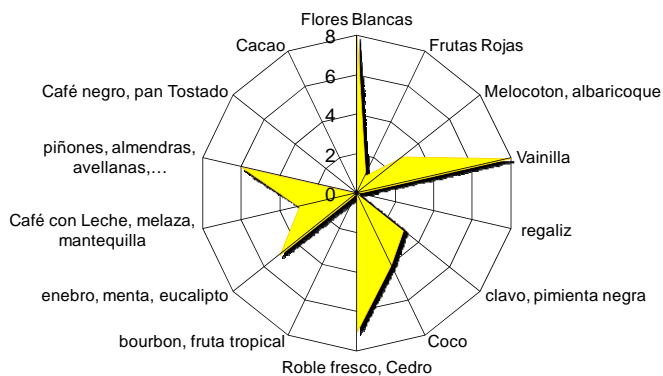 Flores Blancas
8
Cacao
Frutas Rojas
6
Café negro, pan Tostado
Melocoton, albaricoque
4
piñones, almendras,
avellanas,...
2
Vainilla
0
Café con Leche, melaza,
mantequilla
regaliz
enebro, menta, eucalipto
clavo, pimienta negra
bourbon, fruta tropical
Coco
Roble fresco, Cedro